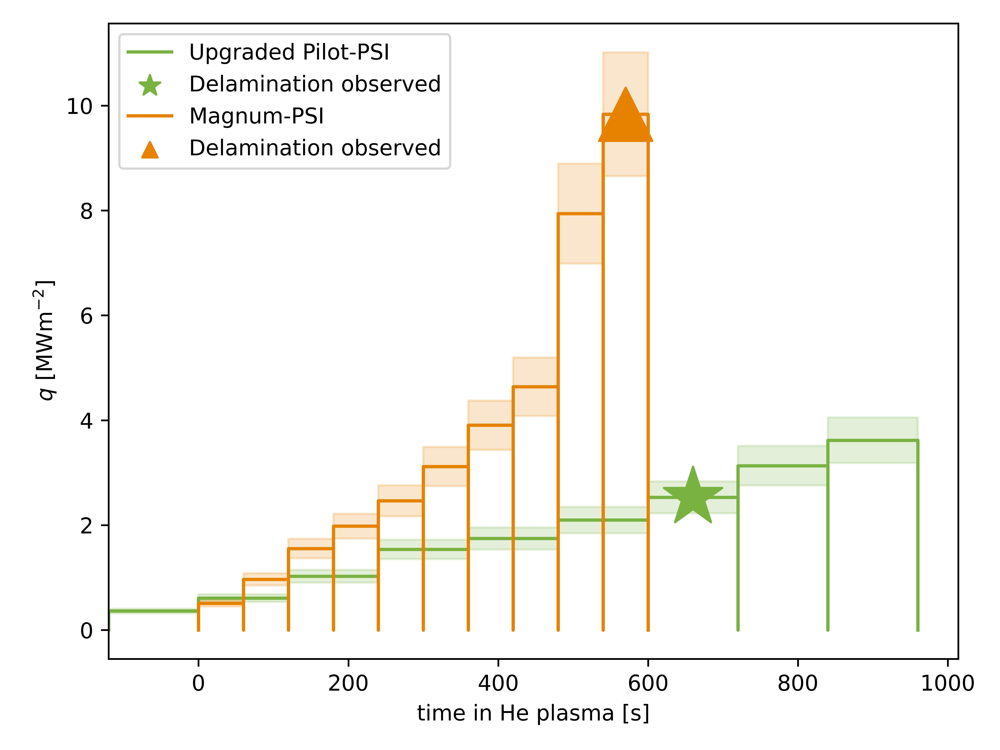 Upgraded Pilot-PSI
Delamination observed
Magnum-PSI
Delamination observed
10
8
6
4
2
0
q [MWm⁻²]
0 200 400 600 800 1000
time in He plasma [s]